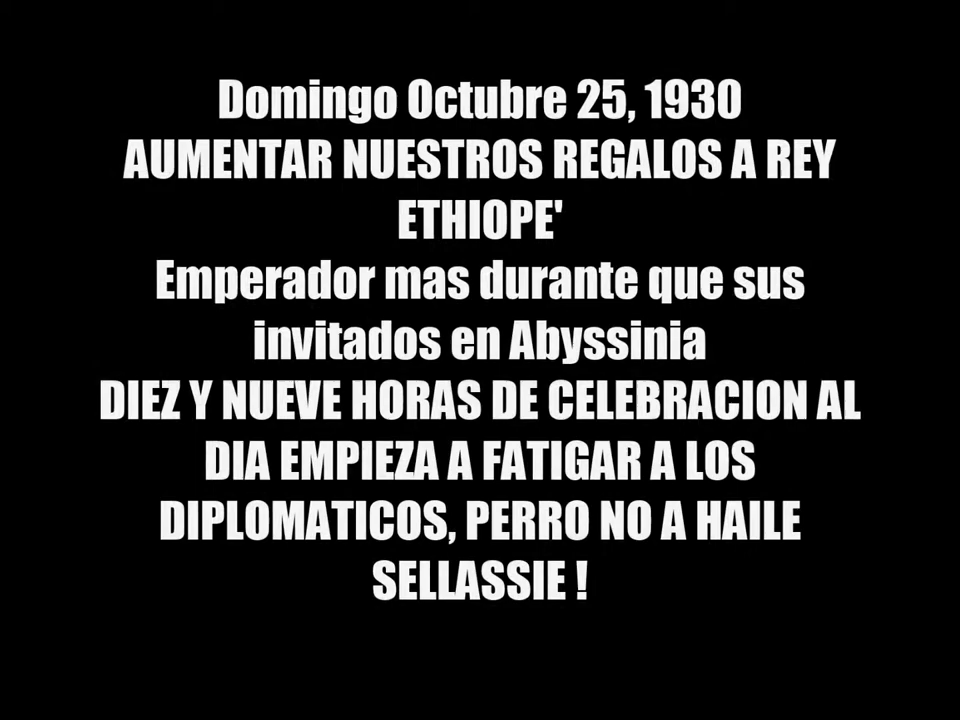 Domingo Octubre 25, 1930
AUMENTAR NUESTROS REGALOS A REY
ETHIOPE'
Emperador mas durante que sus
invitados en Abyssinia
DIEZ Y NUEVE HORAS DE CELEBRACION AL
DIA EMPIEZA A FATIGAR A LOS
DIPLOMATICOS, PERRO NO A HAILE
SELLASSIE !